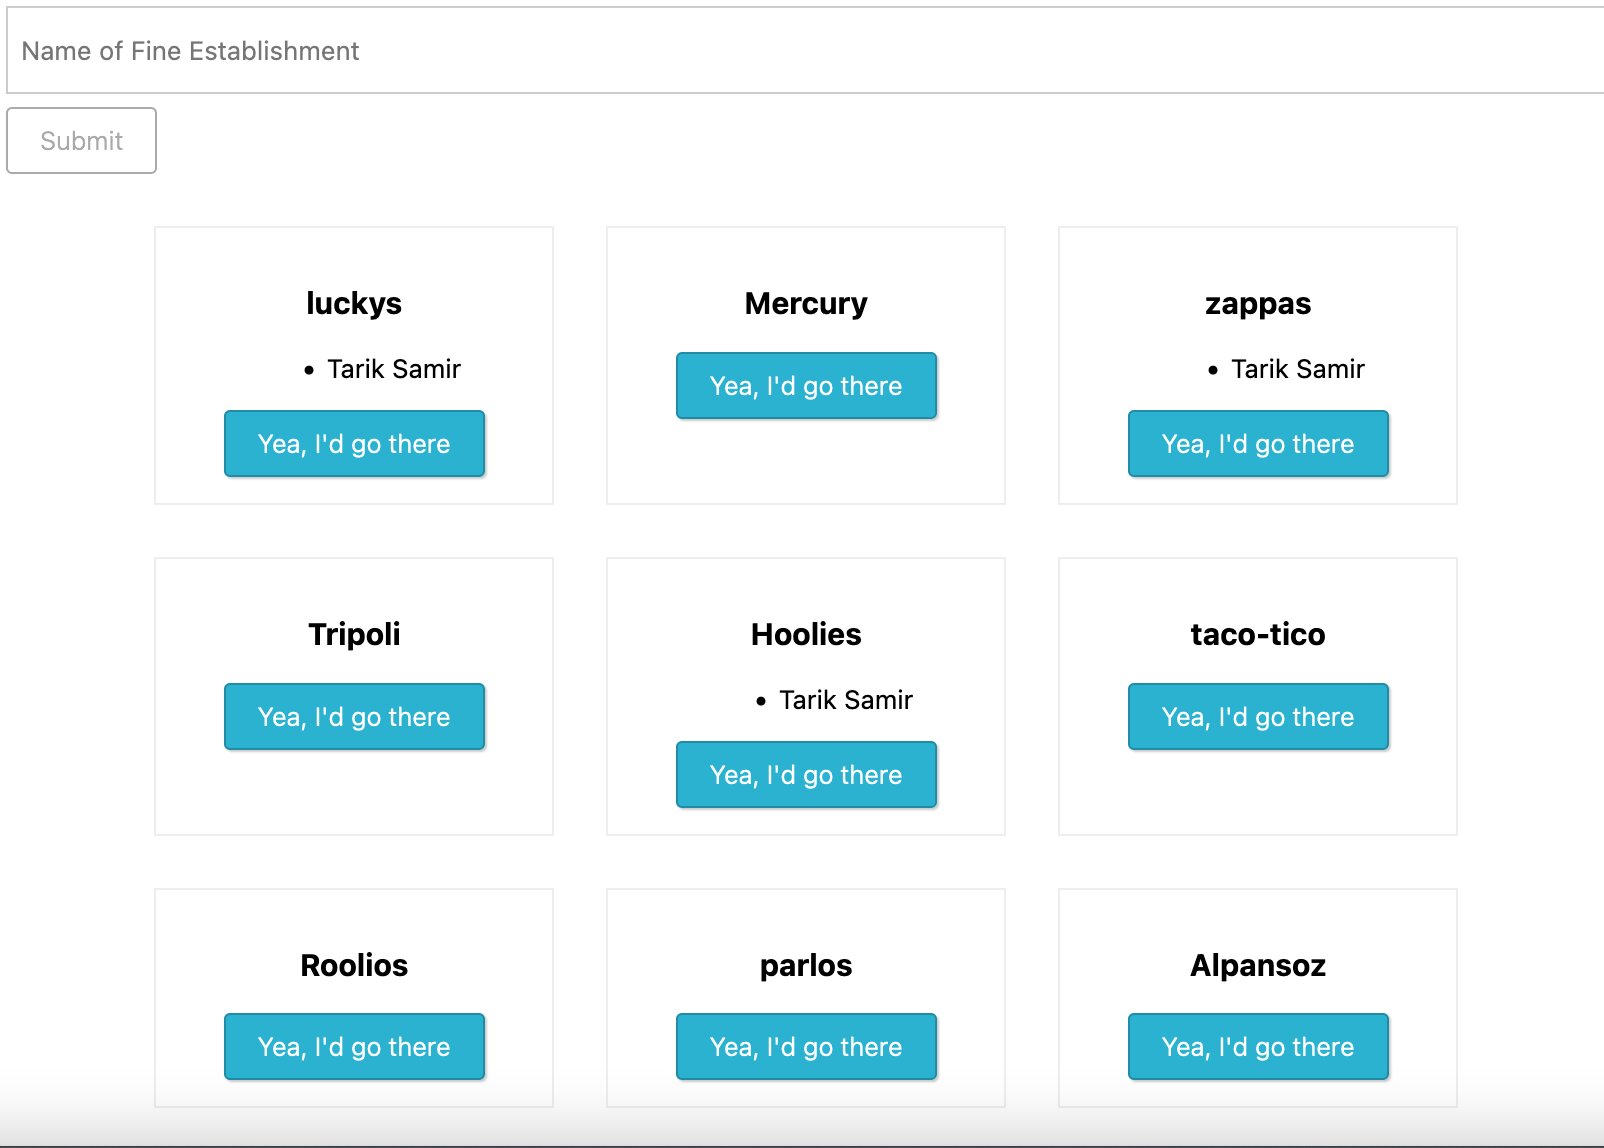 Name of Fine Establishment
Submit
luckys
• Tarik Samir
Yea, I'd go there
Mercury
Yea, I'd go there
zappas
• Tarik Samir
Yea, I'd go there
Tripoli
Yea, I'd go there
Hoolies
• Tarik Samir
Yea, I'd go there
taco-tico
Yea, I'd go there
Roolios
Yea, I'd go there
parlos
Yea, I'd go there
Alpansoz
Yea, I'd go there